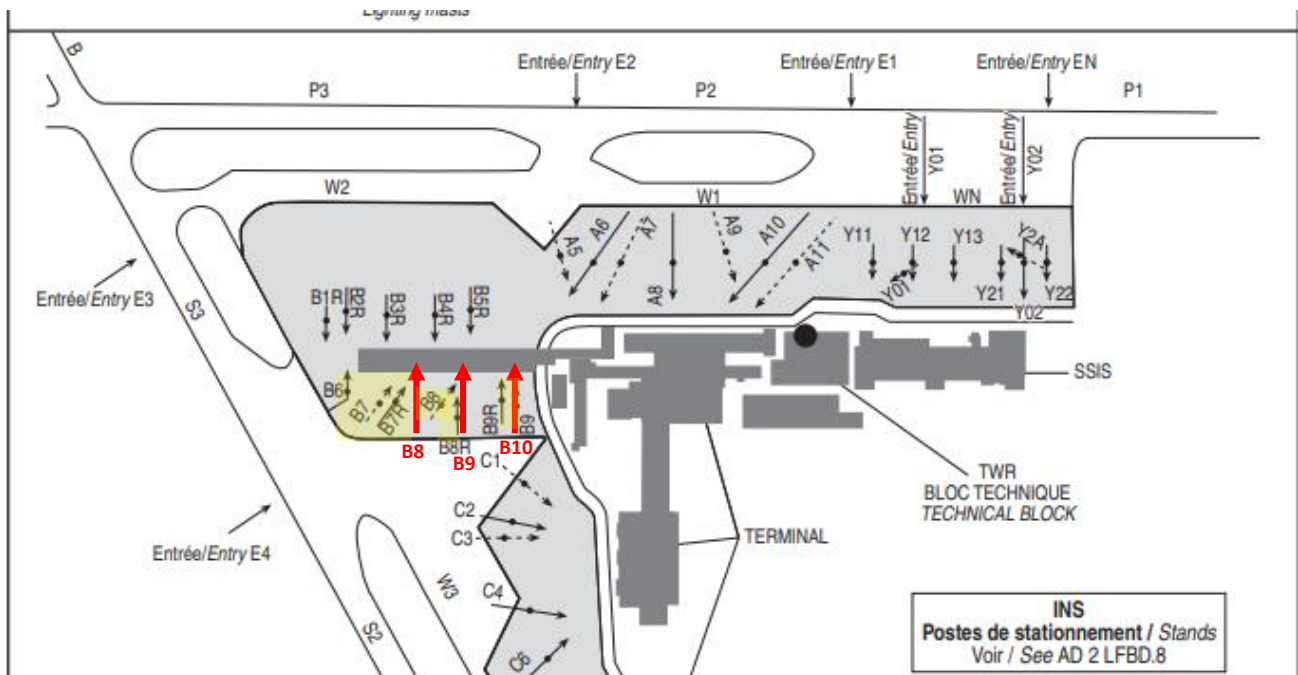 Lighting masts
B
Entrée/Entry E2
Entrée/Entry E1
Entrée/Entry EN
P3
P2
P1
Entrée/Entry
Y01
Entrée/Entry
Y02
W2
W1
WN
A5
A6
A7
A8
A9
A10
A11
Y11
Y12
Y13
Y2A
Y01
Y21
Y22
Y02
Entrée/Entry E3
S3
B1R
B2R
B3R
B4R
B5R
SSIS
B6
B7
B7R
B8
B8R
B9R
B9
B8
B9
B10
C1
C2
C3
C4
C6
TWR
BLOC TECHNIQUE
TECHNICAL BLOCK
TERMINAL
Entrée/Entry E4
W3
S2
INS
Postes de stationnement / Stands
Voir / See AD 2 LFBD.8